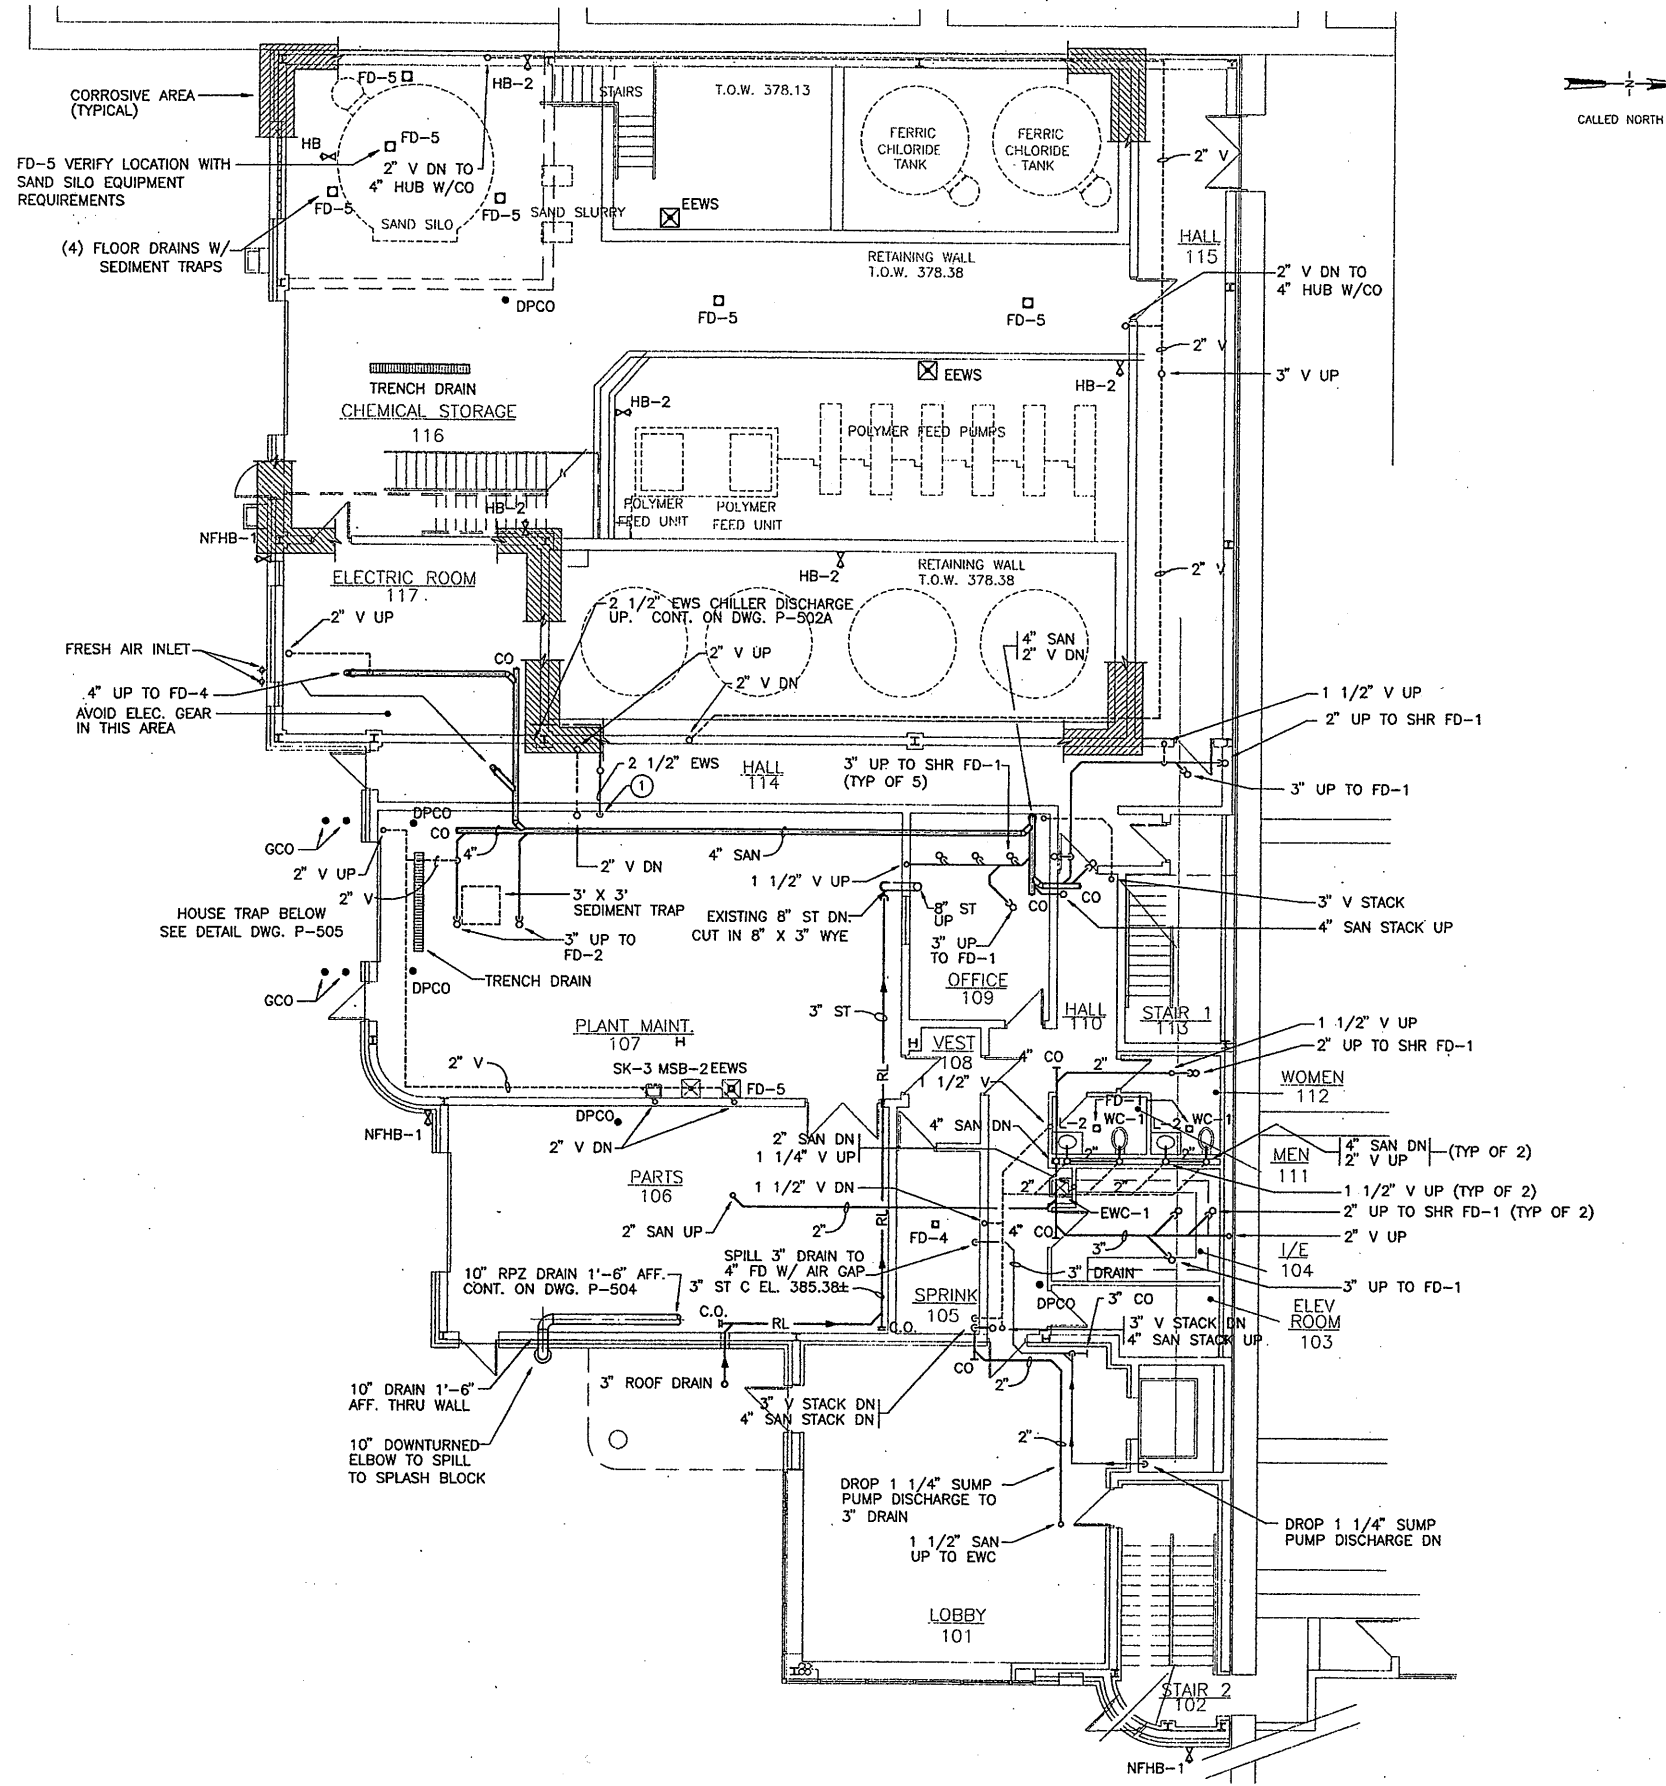 CORROSIVE AREA
(TYPICAL)
FD-5
HB-2
STAIRS
T.O.W. 378.13
FERRIC
CHLORIDE
TANK
FERRIC
CHLORIDE
TANK
CALLED NORTH
N
HB
FD-5
2" V DN TO
4" HUB W/CO
FD-5 VERIFY LOCATION WITH
SAND SILO EQUIPMENT
REQUIREMENTS
FD-5
FD-5
SAND SLURRY
SAND SILO
EEWS
2" V
(4) FLOOR DRAINS W/
SEDIMENT TRAPS
HALL
115
RETAINING WALL
T.O.W. 378.38
2" V DN TO
4" HUB W/CO
DPCO
FD-5
FD-5
2" V
3" V UP
TRENCH DRAIN
CHEMICAL STORAGE
116
EEWS
HB-2
HB-2
POLYMER FEED PUMPS
POLYMER
FEED UNIT
POLYMER
FEED UNIT
HB-2
NFHB-1
ELECTRIC ROOM
117
HB-2
RETAINING WALL
T.O.W. 378.38
2" V
2 1/2" EWS CHILLER DISCHARGE
UP. CONT. ON DWG. P-502A
2" V UP
FRESH AIR INLET
CO
2" V UP
4" SAN
2" V DN
4" UP TO FD-4
AVOID ELEC. GEAR
IN THIS AREA
2" V DN
1 1/2" V UP
2" UP TO SHR FD-1
2 1/2" EWS
1
HALL
114
3" UP TO SHR FD-1
(TYP OF 5)
3" UP TO FD-1
GCO
DPCO
CO
4"
4" SAN
2" V UP
2" V
2" V DN
1 1/2" V UP
3' X 3'
SEDIMENT TRAP
HOUSE TRAP BELOW
SEE DETAIL DWG. P-505
EXISTING 8" ST DN.
CUT IN 8" X 3" WYE
8" ST
UP
CO
CO
3" V STACK
4" SAN STACK UP
3" UP TO
FD-2
3" UP
TO FD-1
TRENCH DRAIN
GCO
DPCO
OFFICE
109
3" ST
HALL
110
STAIR 1
113
PLANT MAINT.
107
H
H
VEST
108
4" CO
2"
1 1/2" V UP
2" UP TO SHR FD-1
RL
2" V
SK-3 MSB-2 EEWS
FD-5
1 1/2" V
WOMEN
112
FD-1
L-2
WC-1
L-2
WC-1
DPCO
NFHB-1
2" V DN
4" SAN DN
2" SAN DN
1 1/4" V UP
2"
2"
4" SAN DN
2" V UP
(TYP OF 2)
MEN
111
PARTS
106
1 1/2" V DN
2"
2"
1 1/2" V UP (TYP OF 2)
EWC-1
2" UP TO SHR FD-1 (TYP OF 2)
2" SAN UP
2"
RL
FD-4
4"
CO
3"
2" V UP
I/E
104
SPILL 3" DRAIN TO
4" FD W/ AIR GAP
3" DRAIN
10" RPZ DRAIN 1'-6" AFF.
CONT. ON DWG. P-504
3" ST C EL. 385.38±
3" UP TO FD-1
C.O.
RL
C.O.
SPRINK
105
DPCO
3" CO
H
3" V STACK DN
4" SAN STACK UP
ELEV
ROOM
103
CO
2"
10" DRAIN 1'-6"
AFF. THRU WALL
3" ROOF DRAIN
3" V STACK DN
4" SAN STACK DN
10" DOWNTURNED
ELBOW TO SPILL
TO SPLASH BLOCK
2"
DROP 1 1/4" SUMP
PUMP DISCHARGE TO
3" DRAIN
DROP 1 1/4" SUMP
PUMP DISCHARGE DN
1 1/2" SAN
UP TO EWC
LOBBY
101
STAIR 2
102
NFHB-1